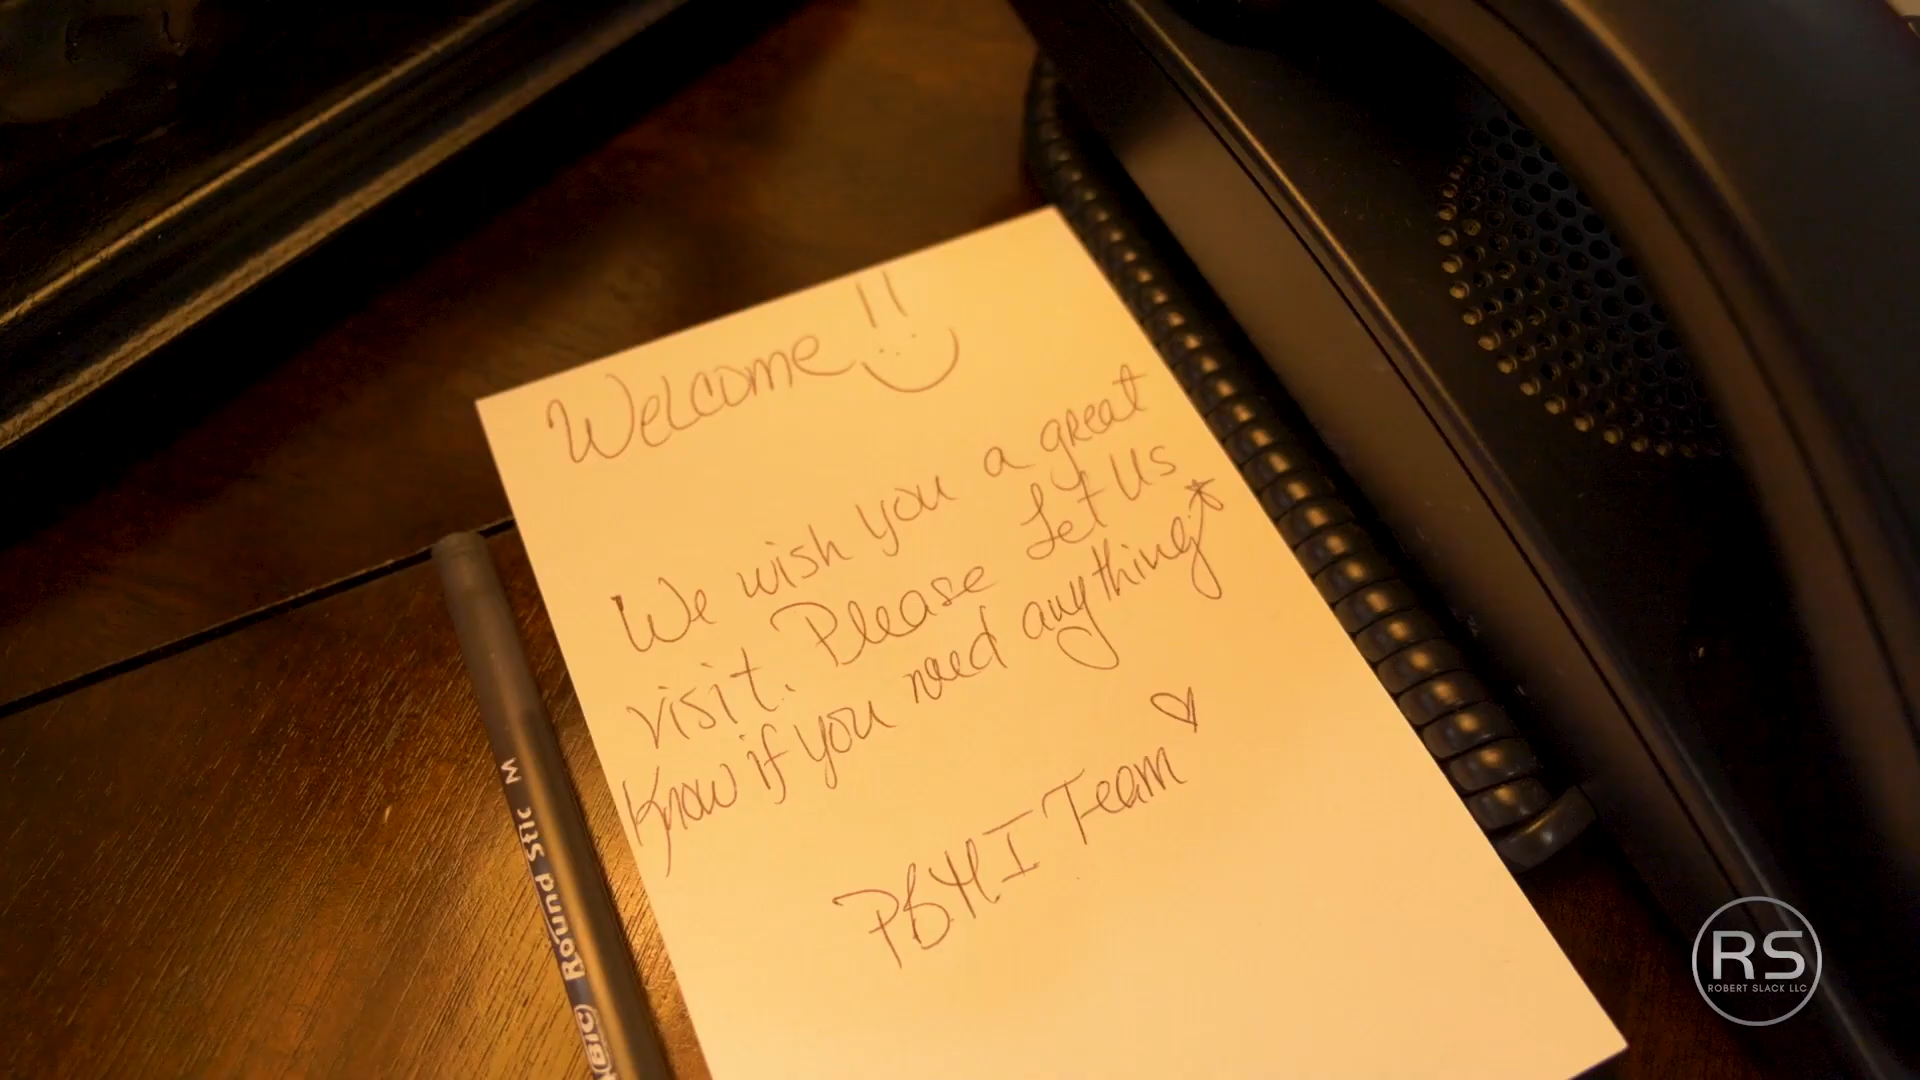 Welcome!!
We wish you a great
visit. Please Let Us
Know if you need anything
PBHI Team
BIC Round Stic M
RS
ROBERT SLACK LLC